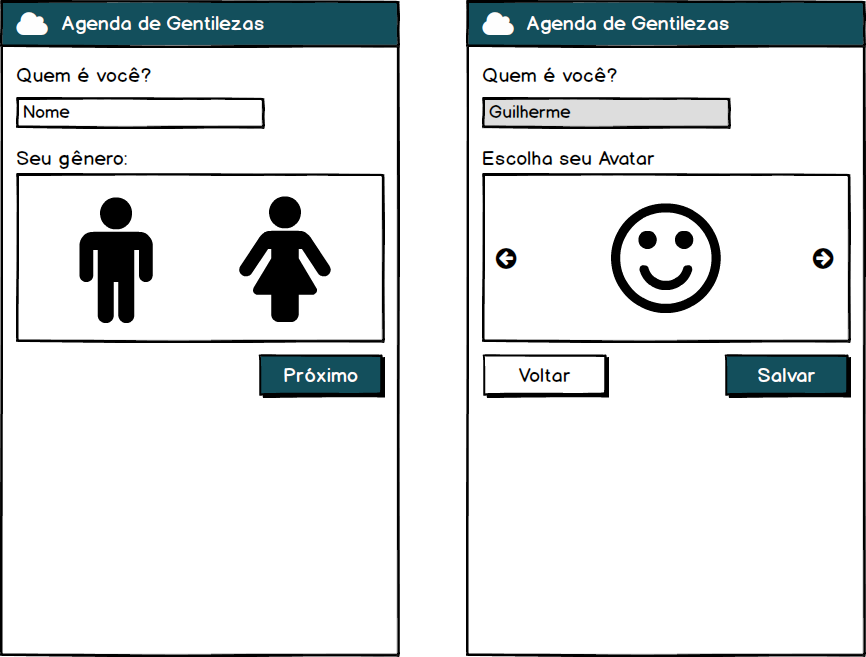 Agenda de Gentilezas
Quem é você?
Nome
Seu gênero:
Próximo
Agenda de Gentilezas
Quem é você?
Guilherme
Escolha seu Avatar
Voltar
Salvar